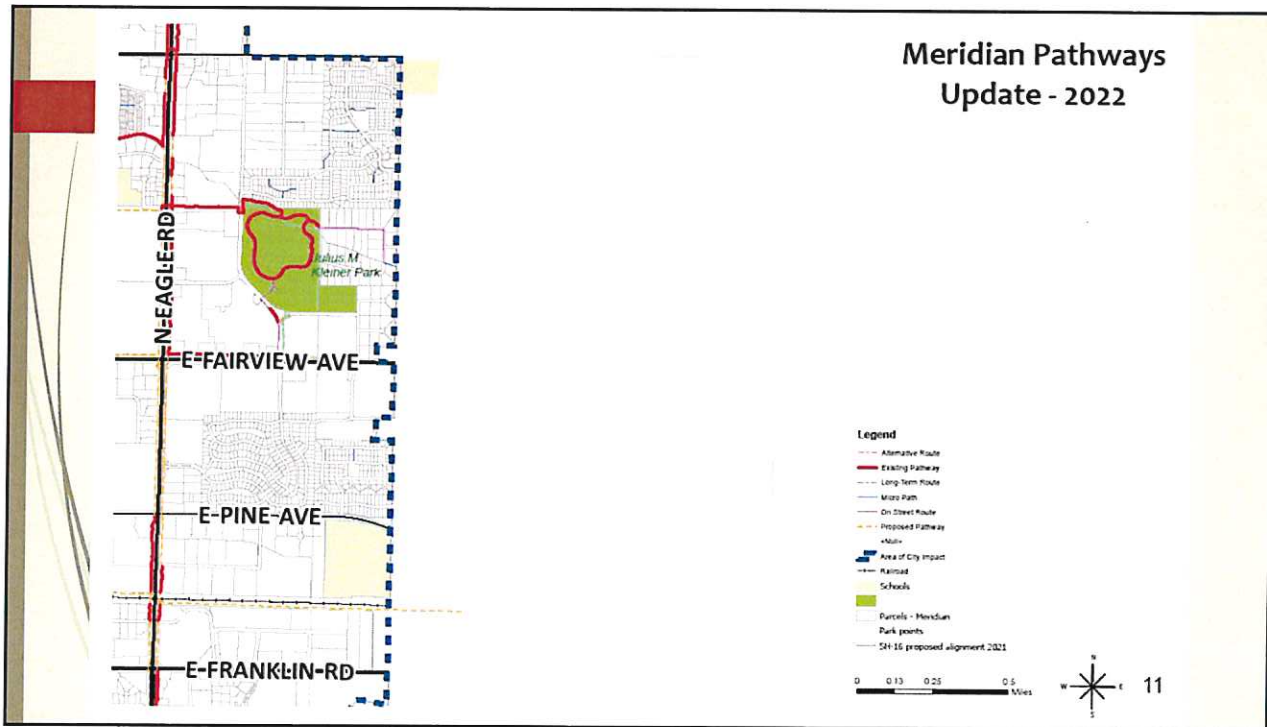 Meridian Pathways
Update - 2022
N-EAGLE-RD
Julius M
Kleiner Park
E-FAIRVIEW-AVE
E-PINE-AVE
E-FRANKLIN-RD
Legend
Alternative Route
Existing Pathway
Long-Term Route
Micro Path
On Street Route
Proposed Pathway
<Null>
Area of City Impact
Railroad
Schools
Parcels - Meridian
Park points
SH-16 proposed alignment 2021
0 0.13 0.25 0.5
Miles
N
W E
S
11